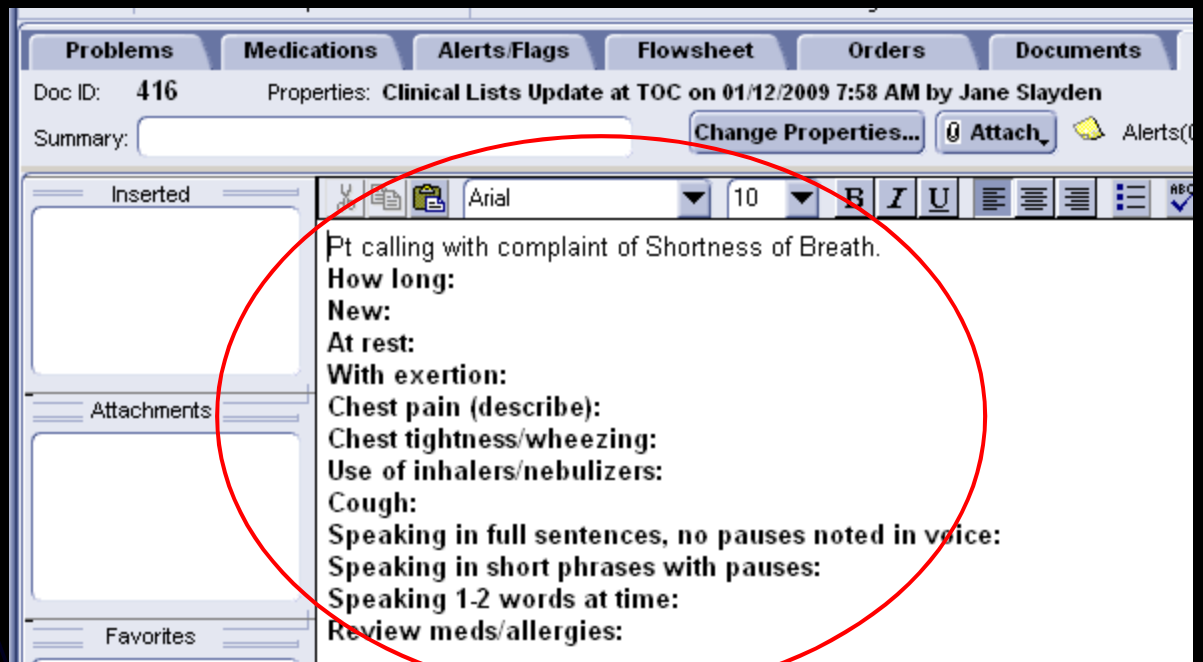 Problems Medications Alerts/Flags Flowsheet Orders Documents
Doc ID: 416 Properties: Clinical Lists Update at TOC on 01/12/2009 7:58 AM by Jane Slayden
Summary: Change Properties... Attach Alerts(
Inserted
Arial 10 B I U ABC
Pt calling with complaint of Shortness of Breath.
How long:
New:
At rest:
With exertion:
Chest pain (describe):
Attachments
Chest tightness/wheezing:
Use of inhalers/nebulizers:
Cough:
Speaking in full sentences, no pauses noted in voice:
Speaking in short phrases with pauses:
Speaking 1-2 words at time:
Review meds/allergies:
Favorites